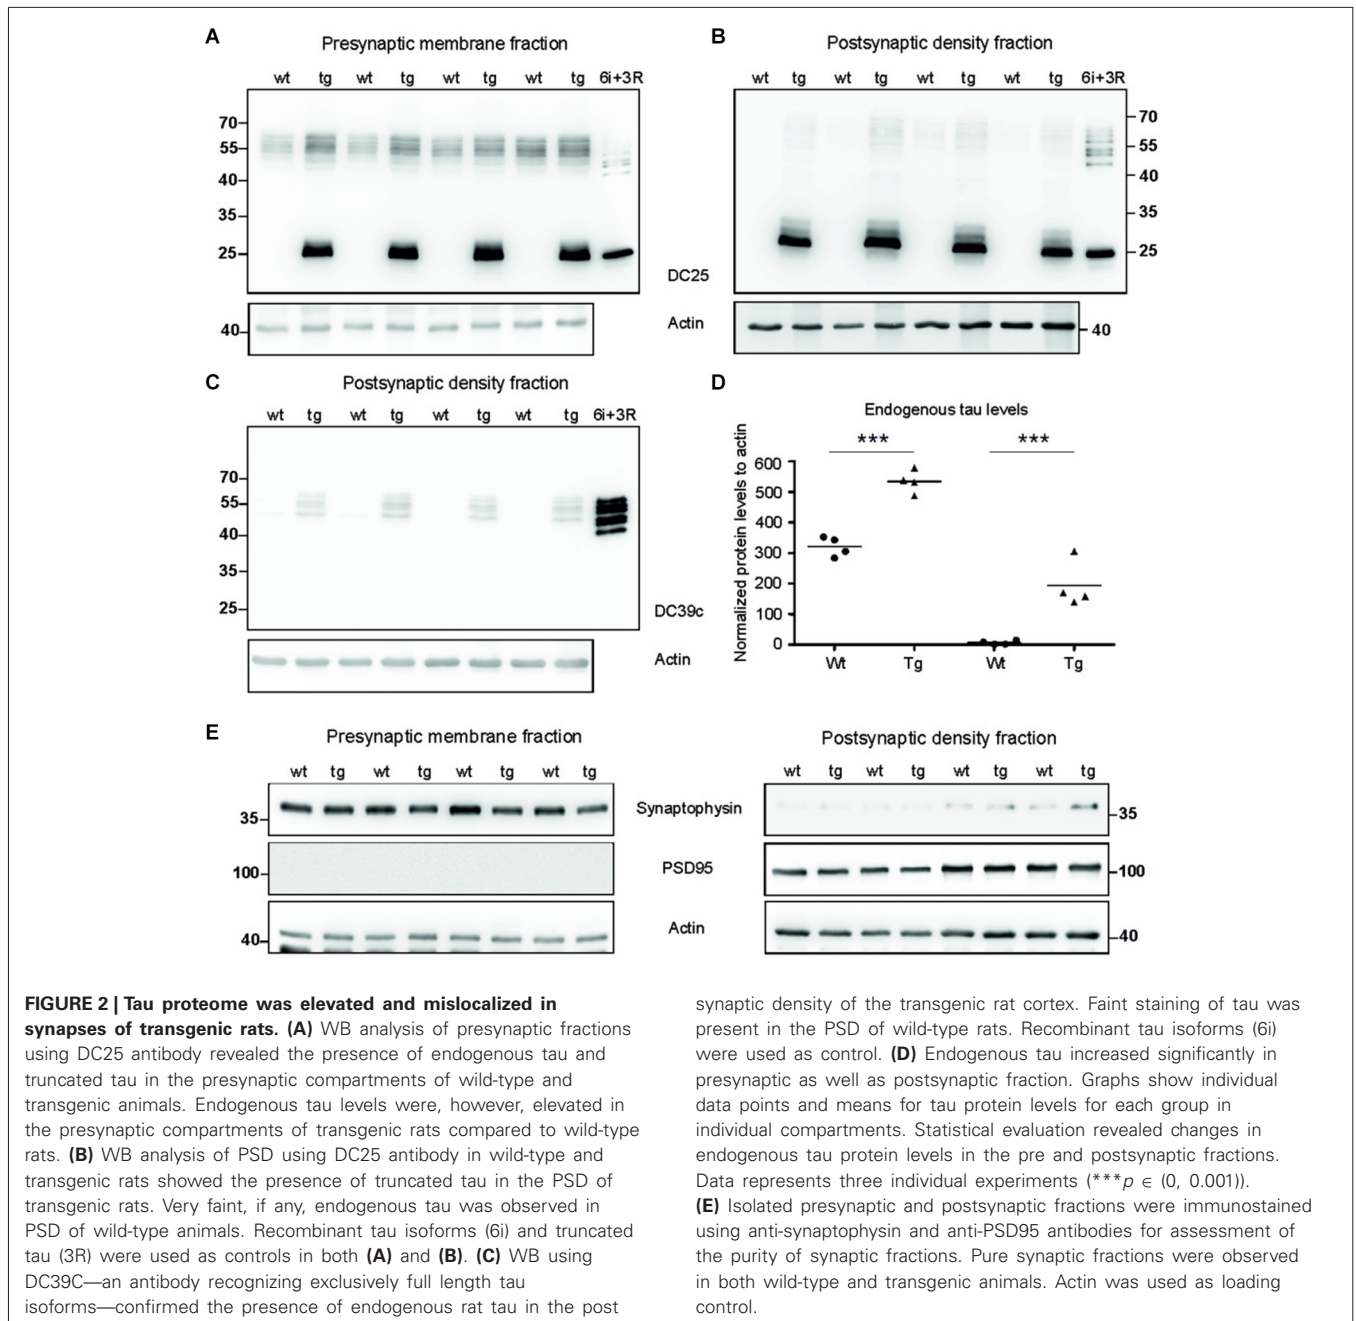 A
Presynaptic membrane fraction
wt tg wt tg wt tg wt tg 6i+3R
70
55
40
35
25
DC25
40
Actin
B
Postsynaptic density fraction
wt tg wt tg wt tg wt tg 6i+3R
70
55
40
35
25
40
C
Postsynaptic density fraction
wt tg wt tg wt tg wt tg 6i+3R
70
55
40
35
25
DC39c
Actin
D
Endogenous tau levels
*** ***
Normalized protein levels to actin
600
500
400
300
200
100
0
Wt Tg Wt Tg
E
Presynaptic membrane fraction
wt tg wt tg wt tg wt tg
35
100
40
Synaptophysin
PSD95
Actin
Postsynaptic density fraction
wt tg wt tg wt tg wt tg
35
100
40
FIGURE 2 | Tau proteome was elevated and mislocalized in
synapses of transgenic rats. (A) WB analysis of presynaptic fractions
using DC25 antibody revealed the presence of endogenous tau and
truncated tau in the presynaptic compartments of wild-type and
transgenic animals. Endogenous tau levels were, however, elevated in
the presynaptic compartments of transgenic rats compared to wild-type
rats. (B) WB analysis of PSD using DC25 antibody in wild-type and
transgenic rats showed the presence of truncated tau in the PSD of
transgenic rats. Very faint, if any, endogenous tau was observed in
PSD of wild-type animals. Recombinant tau isoforms (6i) and truncated
tau (3R) were used as controls in both (A) and (B). (C) WB using
DC39C—an antibody recognizing exclusively full length tau
isoforms—confirmed the presence of endogenous rat tau in the post
synaptic density of the transgenic rat cortex. Faint staining of tau was
present in the PSD of wild-type rats. Recombinant tau isoforms (6i)
were used as control. (D) Endogenous tau increased significantly in
presynaptic as well as postsynaptic fraction. Graphs show individual
data points and means for tau protein levels for each group in
individual compartments. Statistical evaluation revealed changes in
endogenous tau protein levels in the pre and postsynaptic fractions.
Data represents three individual experiments (***p ∈ (0, 0.001)).
(E) Isolated presynaptic and postsynaptic fractions were immunostained
using anti-synaptophysin and anti-PSD95 antibodies for assessment of
the purity of synaptic fractions. Pure synaptic fractions were observed
in both wild-type and transgenic animals. Actin was used as loading
control.